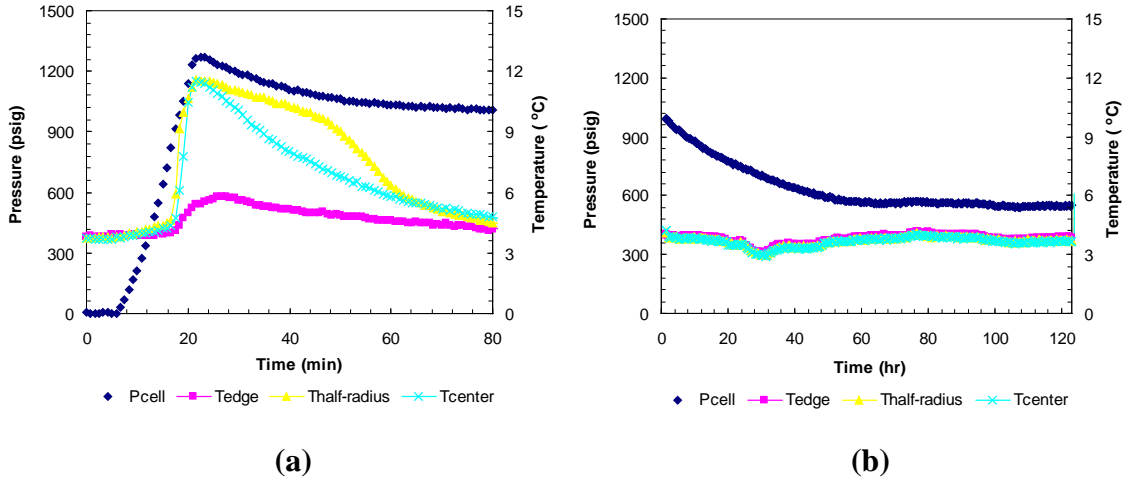 1500
1200
900
600
300
0
Pressure (psig)
15
12
9
6
3
0
Temperature ( °C)
0 20 40 60 80
Time (min)
Pcell Tedge Thalf-radius Tcenter
(a)
1500
1200
900
600
300
0
Pressure (psig)
15
12
9
6
3
0
Temperature ( °C)
0 20 40 60 80 100 120
Time (hr)
Pcell Tedge Thalf-radius Tcenter
(b)